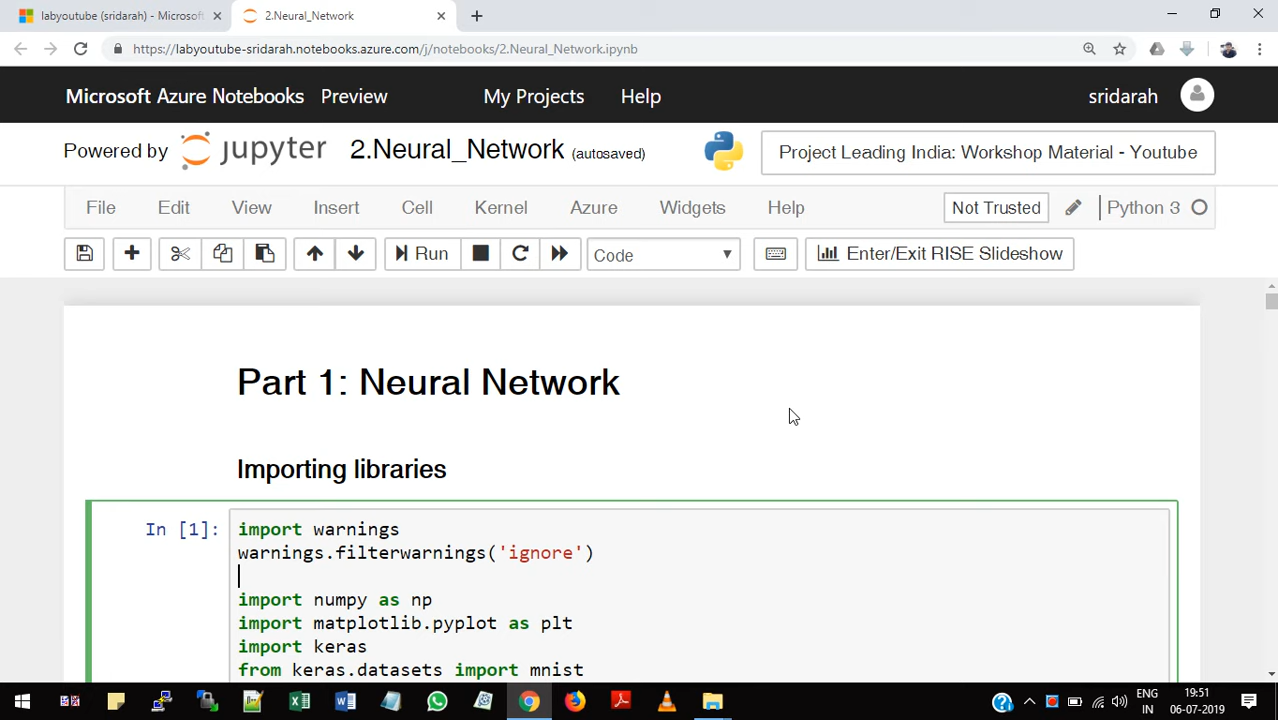 labyoutube (sridarah) - Microsoft
2.Neural_Network
https://labyoutube-sridarah.notebooks.azure.com/j/notebooks/2.Neural_Network.ipynb
Microsoft Azure Notebooks Preview My Projects Help sridarah
Powered by jupyter 2.Neural_Network (autosaved) Project Leading India: Workshop Material - Youtube
File Edit View Insert Cell Kernel Azure Widgets Help Not Trusted Python 3
Run Code Enter/Exit RISE Slideshow
Part 1: Neural Network
Importing libraries
In [1]: import warnings
warnings.filterwarnings('ignore')
import numpy as np
import matplotlib.pyplot as plt
import keras
from keras.datasets import mnist
ENG 19:51
IN 06-07-2019